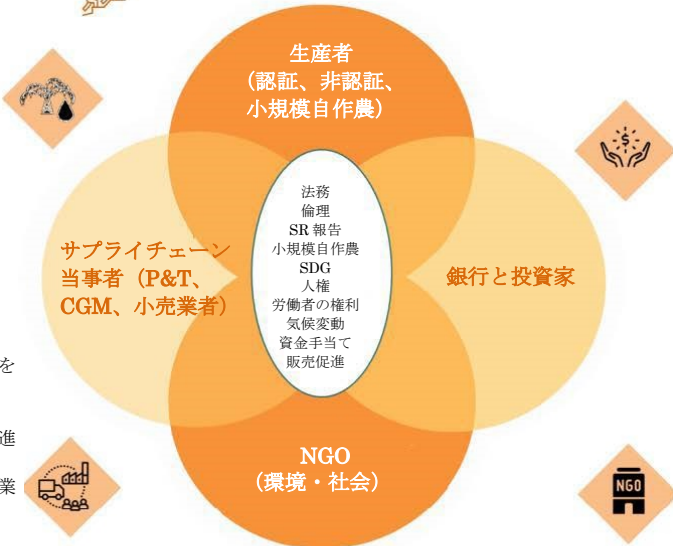 生産者
(認証、非認証、
小規模自作農)
法務
倫理
SR 報告
小規模自作農
SDG
人権
労働者の権利
気候変動
資金手当て
販売促進
サプライチェーン
当事者（P&T、
CGM、小売業者）
銀行と投資家
を
進
業
NGO
（環境・社会）
$
NGO